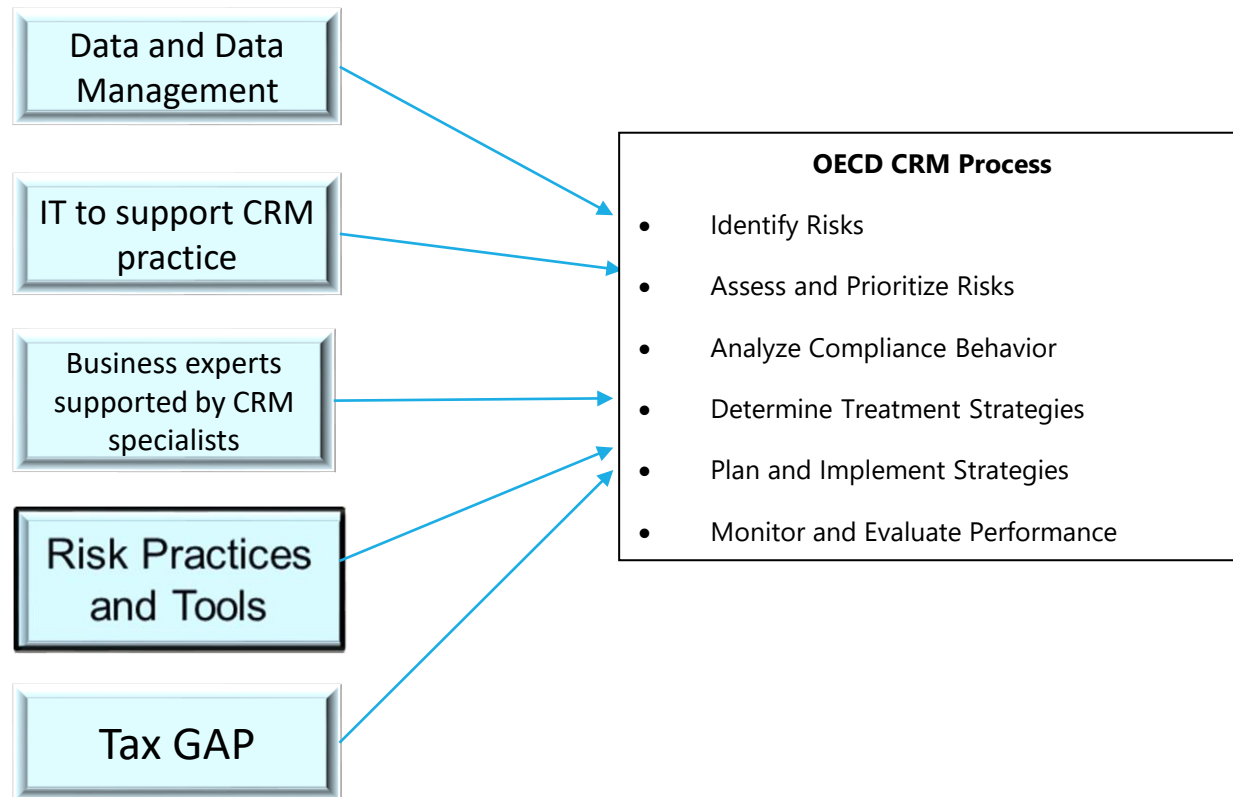 Data and Data
Management
IT to support CRM
practice
Business experts
supported by CRM
specialists
Risk Practices
and Tools
Tax GAP
OECD CRM Process
• Identify Risks
• Assess and Prioritize Risks
• Analyze Compliance Behavior
• Determine Treatment Strategies
• Plan and Implement Strategies
• Monitor and Evaluate Performance